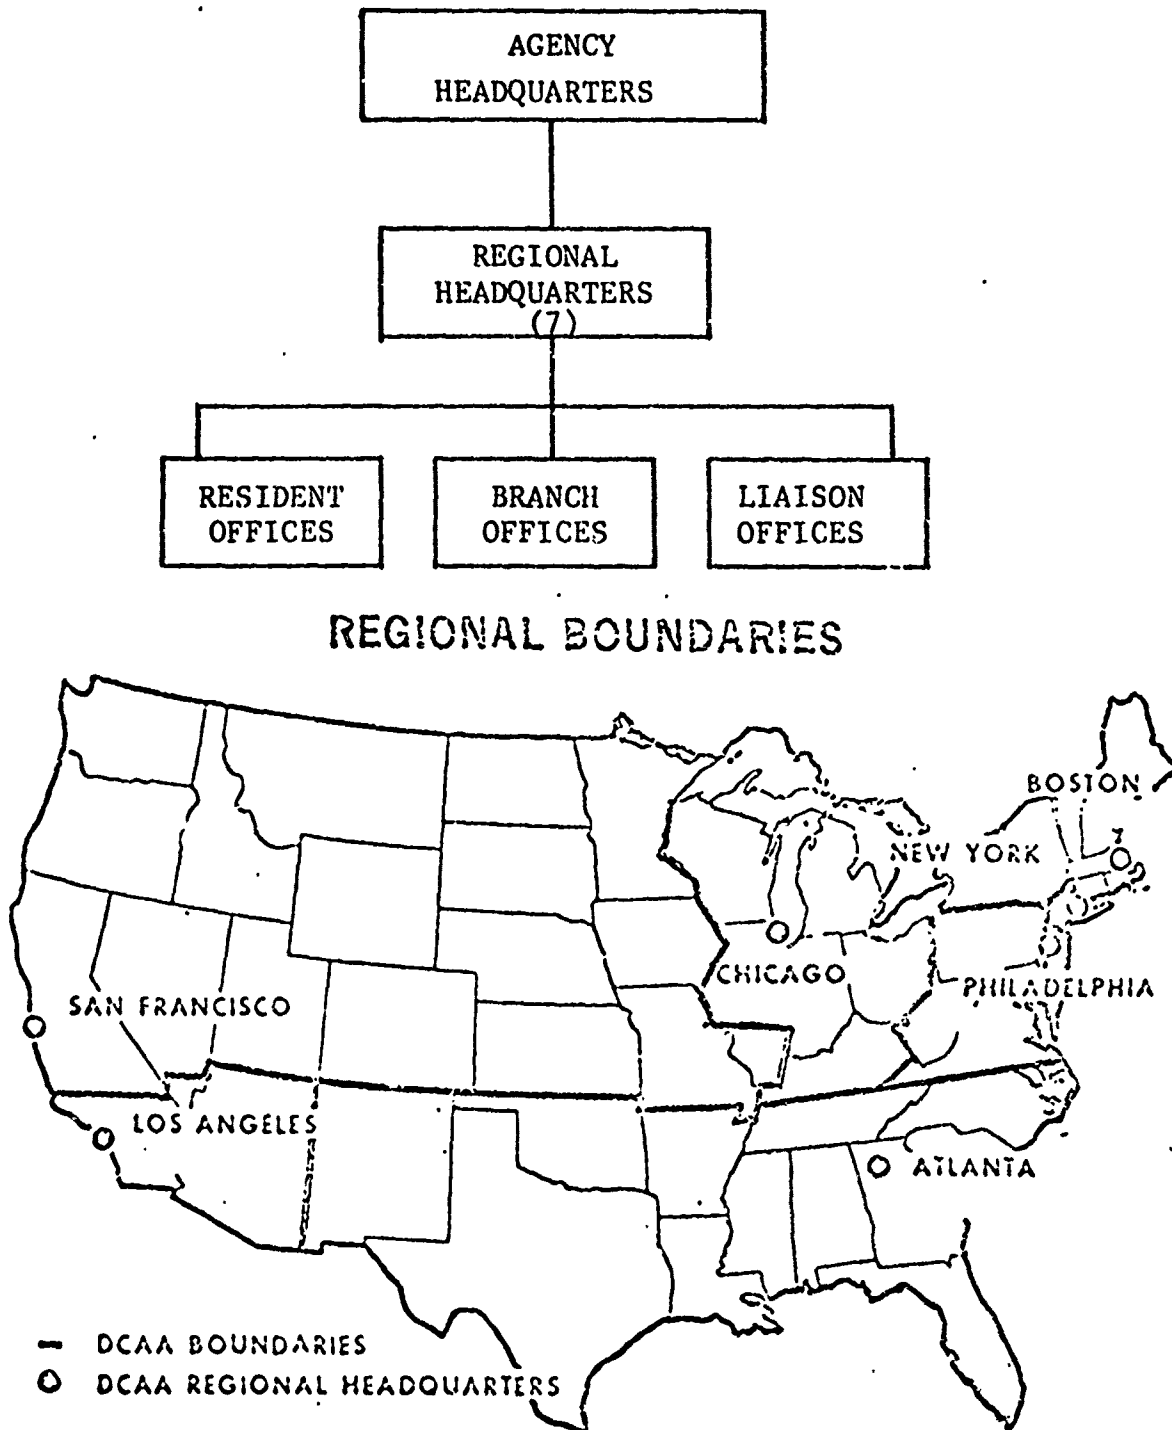 AGENCY
HEADQUARTERS
REGIONAL
HEADQUARTERS
(7)
RESIDENT
OFFICES
BRANCH
OFFICES
LIAISON
OFFICES
REGIONAL BOUNDARIES
BOSTON
NEW YORK
CHICAGO
PHILADELPHIA
SAN FRANCISCO
LOS ANGELES
ATLANTA
DCAA BOUNDARIES
DCAA REGIONAL HEADQUARTERS